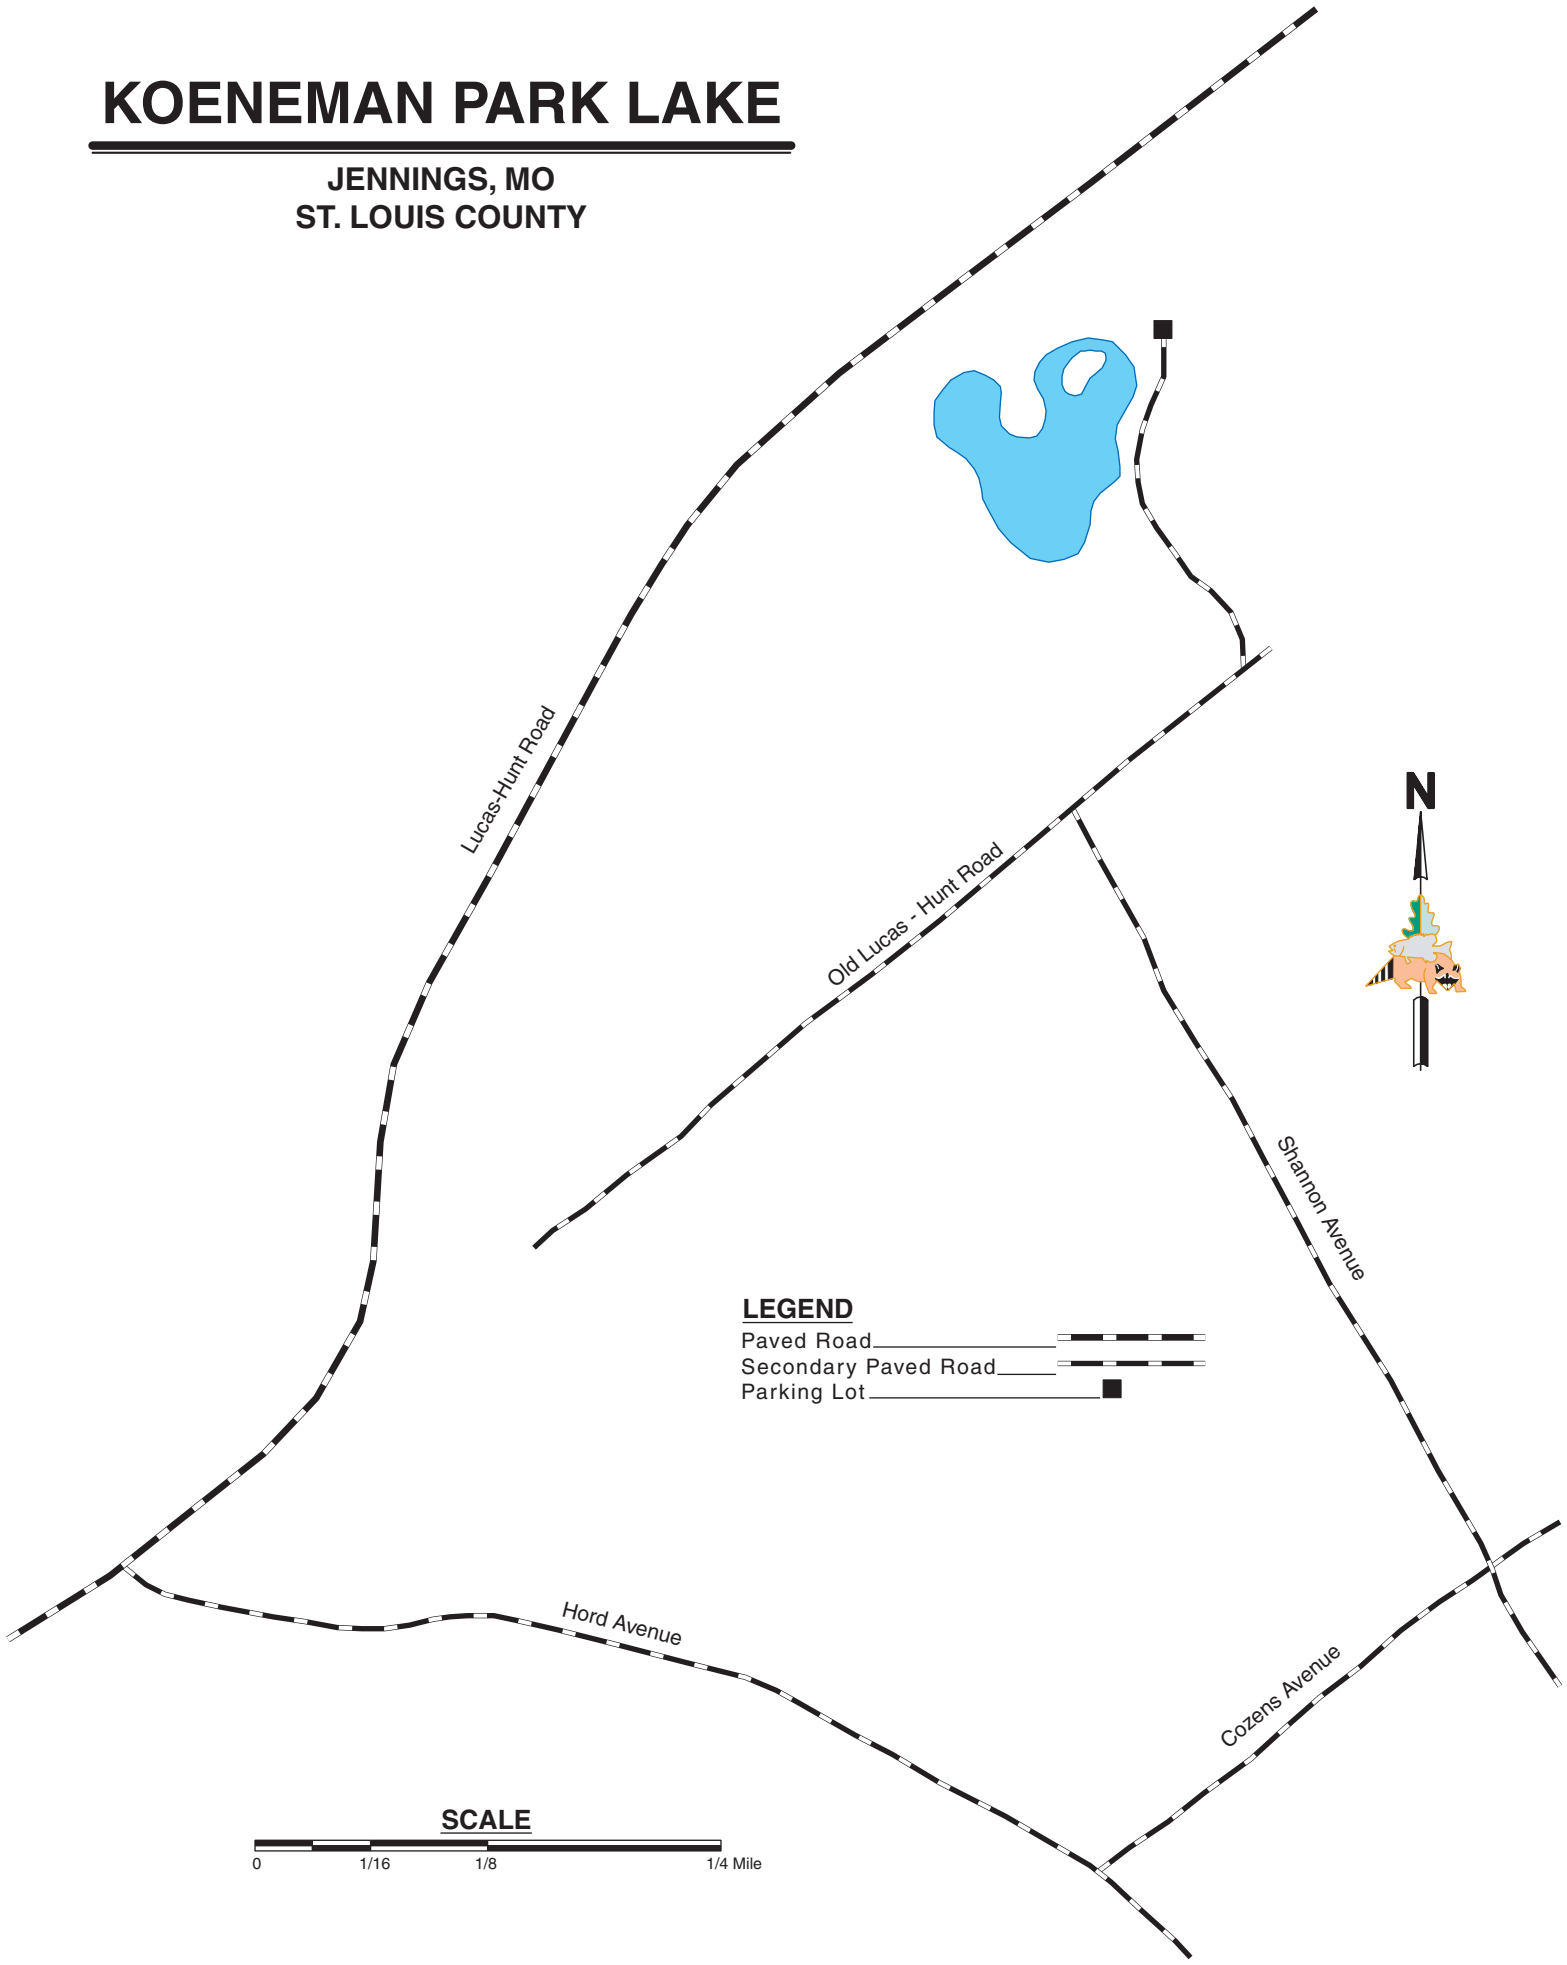 KOENEMAN PARK LAKE
JENNINGS, MO
ST. LOUIS COUNTY
Lucas-Hunt Road
N
Old Lucas - Hunt Road
Shannon Avenue
LEGEND
Paved Road
Secondary Paved Road
Parking Lot
Hord Avenue
Cozens Avenue
SCALE
0 1/16 1/8 1/4 Mile